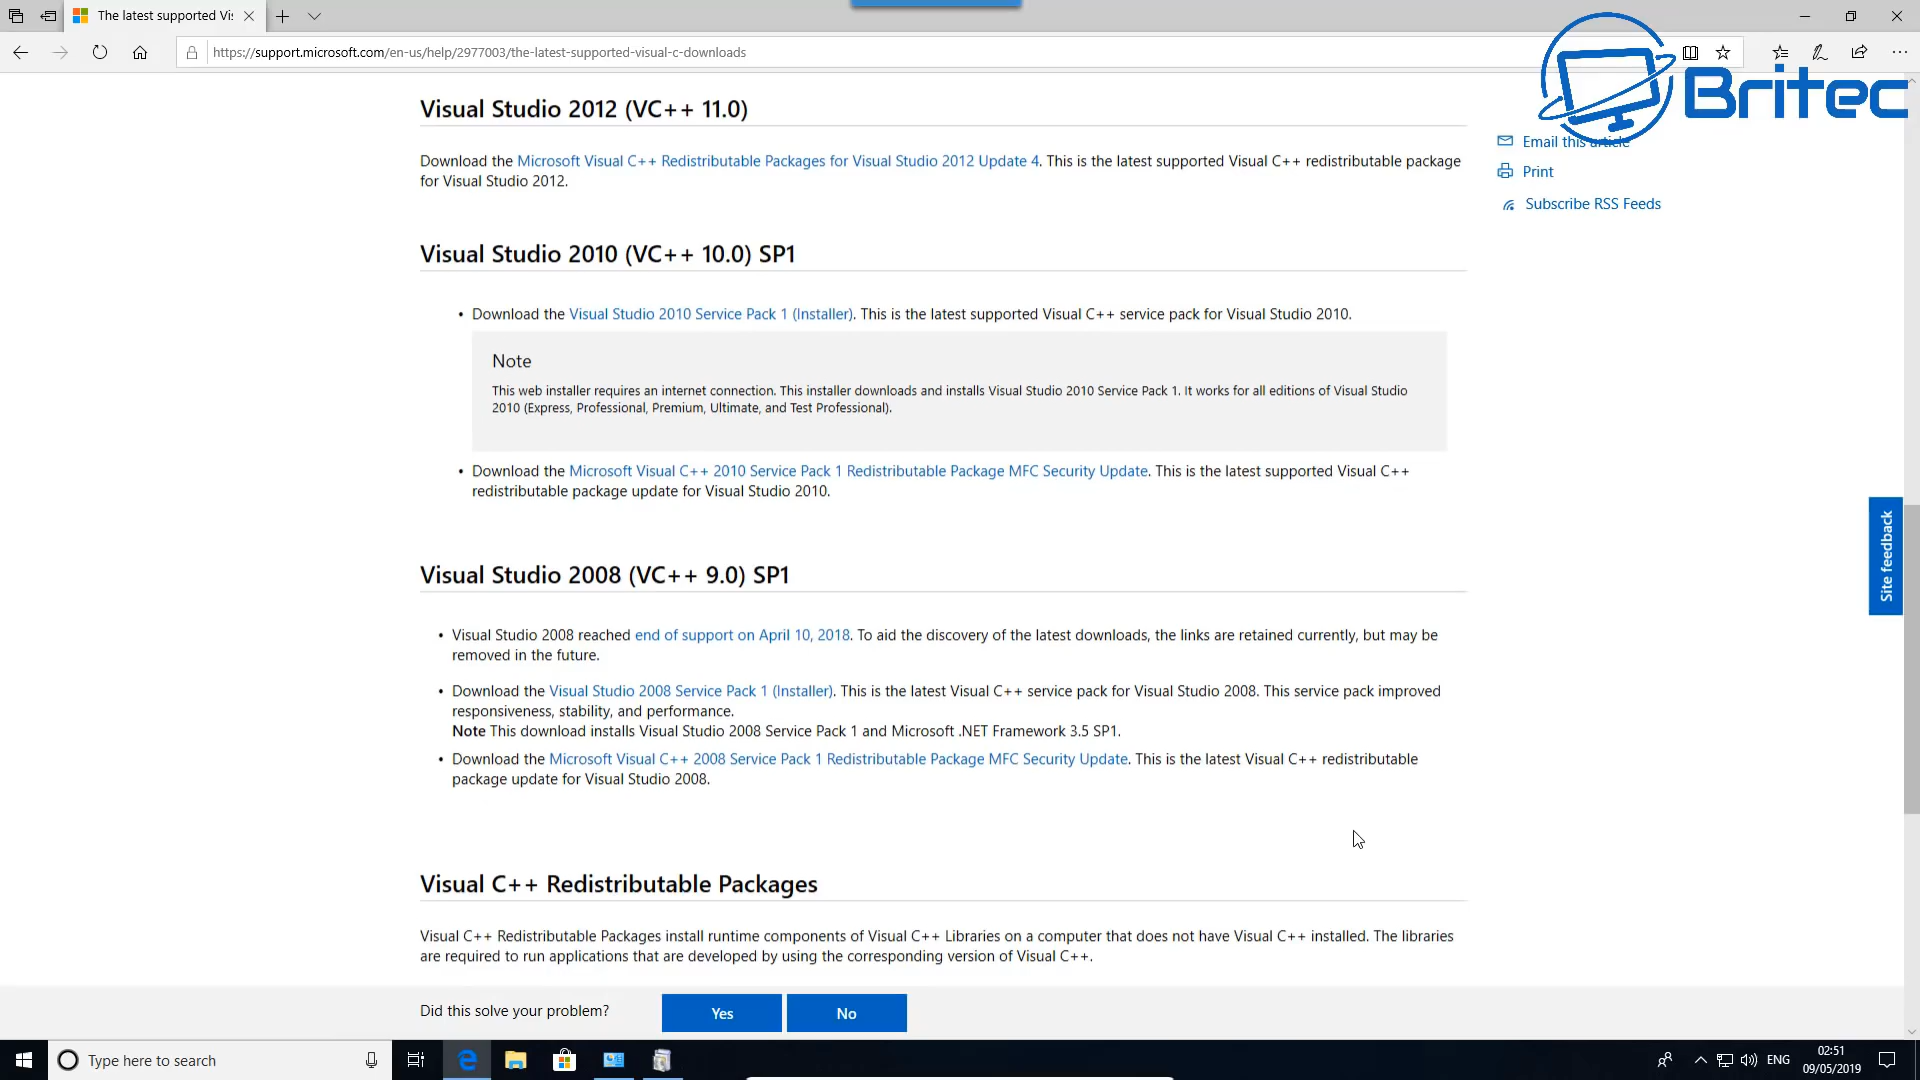 The latest supported Vi
https://support.microsoft.com/en-us/help/2977003/the-latest-supported-visual-c-downloads
Britec
Visual Studio 2012 (VC++ 11.0)
Email this article
Download the Microsoft Visual C++ Redistributable Packages for Visual Studio 2012 Update 4. This is the latest supported Visual C++ redistributable package
for Visual Studio 2012.
Print
Subscribe RSS Feeds
Visual Studio 2010 (VC++ 10.0) SP1
• Download the Visual Studio 2010 Service Pack 1 (Installer). This is the latest supported Visual C++ service pack for Visual Studio 2010.
Note
This web installer requires an internet connection. This installer downloads and installs Visual Studio 2010 Service Pack 1. It works for all editions of Visual Studio
2010 (Express, Professional, Premium, Ultimate, and Test Professional).
• Download the Microsoft Visual C++ 2010 Service Pack 1 Redistributable Package MFC Security Update. This is the latest supported Visual C++
redistributable package update for Visual Studio 2010.
Site feedback
Visual Studio 2008 (VC++ 9.0) SP1
• Visual Studio 2008 reached end of support on April 10, 2018. To aid the discovery of the latest downloads, the links are retained currently, but may be
removed in the future.
• Download the Visual Studio 2008 Service Pack 1 (Installer). This is the latest Visual C++ service pack for Visual Studio 2008. This service pack improved
responsiveness, stability, and performance.
Note This download installs Visual Studio 2008 Service Pack 1 and Microsoft .NET Framework 3.5 SP1.
• Download the Microsoft Visual C++ 2008 Service Pack 1 Redistributable Package MFC Security Update. This is the latest Visual C++ redistributable
package update for Visual Studio 2008.
Visual C++ Redistributable Packages
Visual C++ Redistributable Packages install runtime components of Visual C++ Libraries on a computer that does not have Visual C++ installed. The libraries
are required to run applications that are developed by using the corresponding version of Visual C++.
Did this solve your problem?
Yes
No
Type here to search
ENG
02:51
09/05/2019